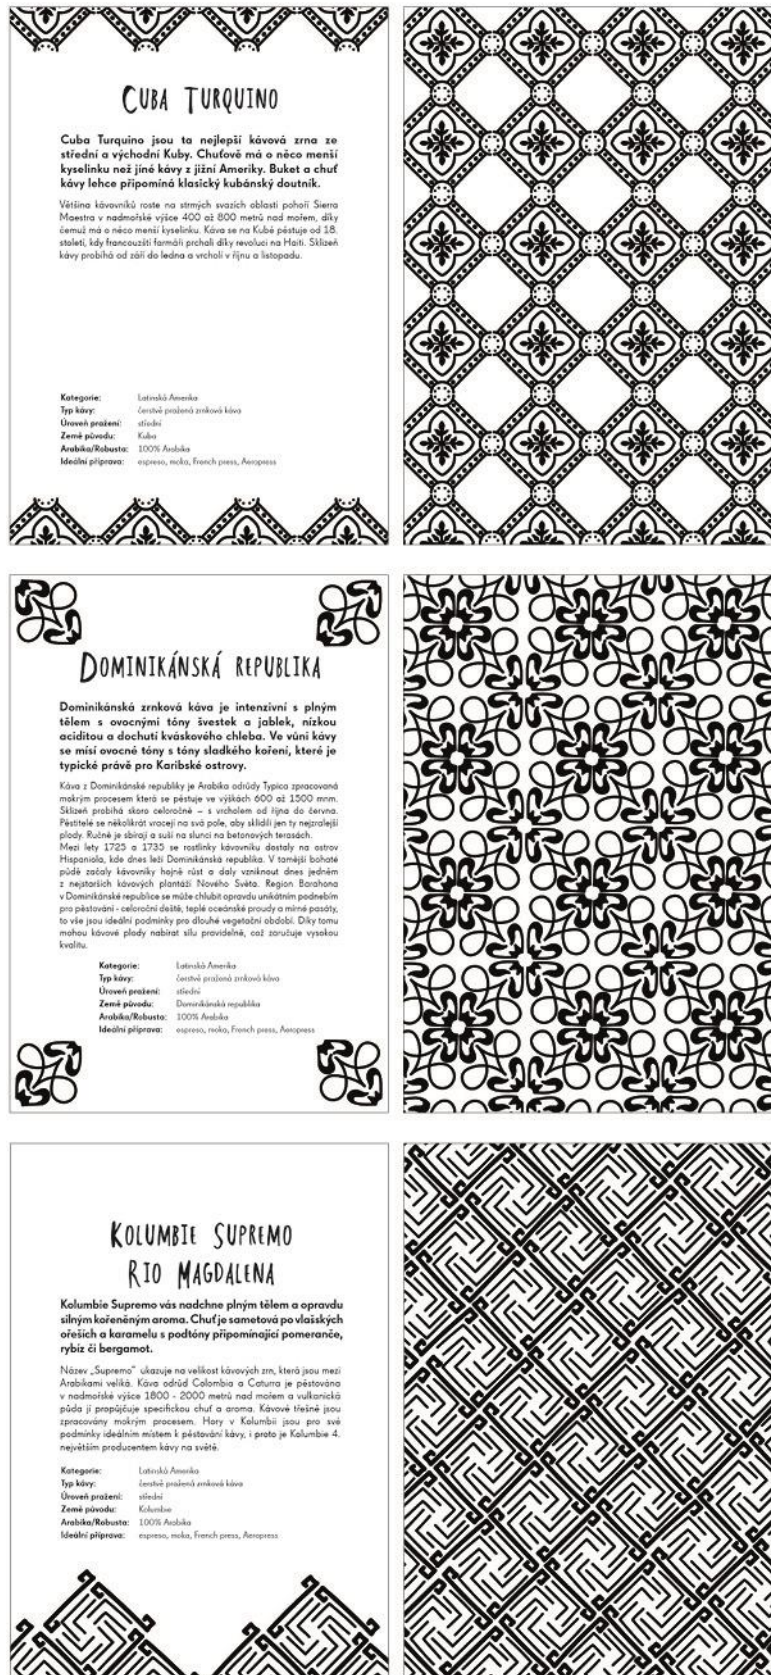 CUBA TURQUINO
Cuba Turquino jsou ta nejlepší kávová zrna ze
střední a východní Kuby. Chuťově má o něco menší
kyselinku než jíné kávy z jižní Ameriky. Buket a chuť
kávy lehce připomíná klasický kubánský doutník.
Většina kávovníků roste na strmých svazích oblasti pohoří Sierra
Maestra v nadmořské výšce 400 až 800 metrů nad mořem, díky
čemuž má o něco menší kyselinku. Káva se na Kubě pěstuje od 18.
století, kdy francouzští farmáři prchali díky revoluci na Haiti. Sklizeň
kávy probíhá od září do ledna a vrcholí v říjnu a listopadu.
Kategorie: Latinská Amerika
Typ kávy: čerstvě pražená zrnková káva
Úroveň pražení: střední
Země původu: Kuba
Arabika/Robusta: 100% Arabika
Ideální příprava: espreso, moka, French press, Aeropress
DOMINIKÁNSKÁ REPUBLIKA
Dominikánská zrnková káva je intenzivní s plným
tělem s ovocnými tóny švestek a jablek, nízkou
aciditou a dochutí kváskového chleba. Ve vůni kávy
se mísí ovocné tóny s tóny sladkého koření, které je
typické právě pro Karibské ostrovy.
Káva z Dominikánské republiky je Arabika odrůdy Typica zpracovaná
mokrým procesem která se pěstuje ve výškách 600 až 1500 mnm.
Sklizeň probíhá skoro celoročně – s vrcholem od října do června.
Pěstitelé se několikrát vracejí na svá pole, aby sklidili jen ty nejzralejší
plody. Ručně je sbírají a suší na slunci na betonových terasách.
Mezi lety 1725 a 1735 se rostlinky kávovníku dostaly na ostrov
Hispaniola, kde dnes leží Dominikánská republika. V tamější bohaté
půdě začaly kávovníky hojně růst a daly vzniknout dnes jedněm
z nejstarších kávových plantáží Nového Světa. Region Barahona
v Dominikánské republice se může chlubit opravdu unikátním podnebím
pro pěstování - celoroční deště, teplé oceánské proudy a mírné pasáty,
to vše jsou ideální podmínky pro dlouhé vegetační období. Díky tomu
mohou kávové plody nabírat sílu pravidelně, což zaručuje vysokou
kvalitu.
Kategorie: Latinská Amerika
Typ kávy: čerstvě pražená zrnková káva
Úroveň pražení: střední
Země původu: Dominikánská republika
Arabika/Robusta: 100% Arabika
Ideální příprava: espreso, moka, French press, Aeropress
KOLUMBIE SUPREMO
RIO MAGDALENA
Kolumbie Supremo vás nadchne plným tělem a opravdu
silným kořeněným aroma. Chuť je sametová po vlašských
ořeších a karamelu s podtóny připomínající pomeranče,
rybíz či bergamot.
Název „Supremo" ukazuje na velikost kávových zrn, která jsou mezi
Arabikami veliká. Káva odrůd Colombia a Caturra je pěstována
v nadmořské výšce 1800 - 2000 metrů nad mořem a vulkanická
půda jí propůjčuje specifickou chuť a aroma. Kávové třešně jsou
zpracovány mokrým procesem. Hory v Kolumbii jsou pro své
podmínky ideálním místem k pěstování kávy, i proto je Kolumbie 4.
největším producentem kávy na světě.
Kategorie: Latinská Amerika
Typ kávy: čerstvě pražená zrnková káva
Úroveň pražení: střední
Země původu: Kolumbie
Arabika/Robusta: 100% Arabika
Ideální příprava: espreso, moka, French press, Aeropress